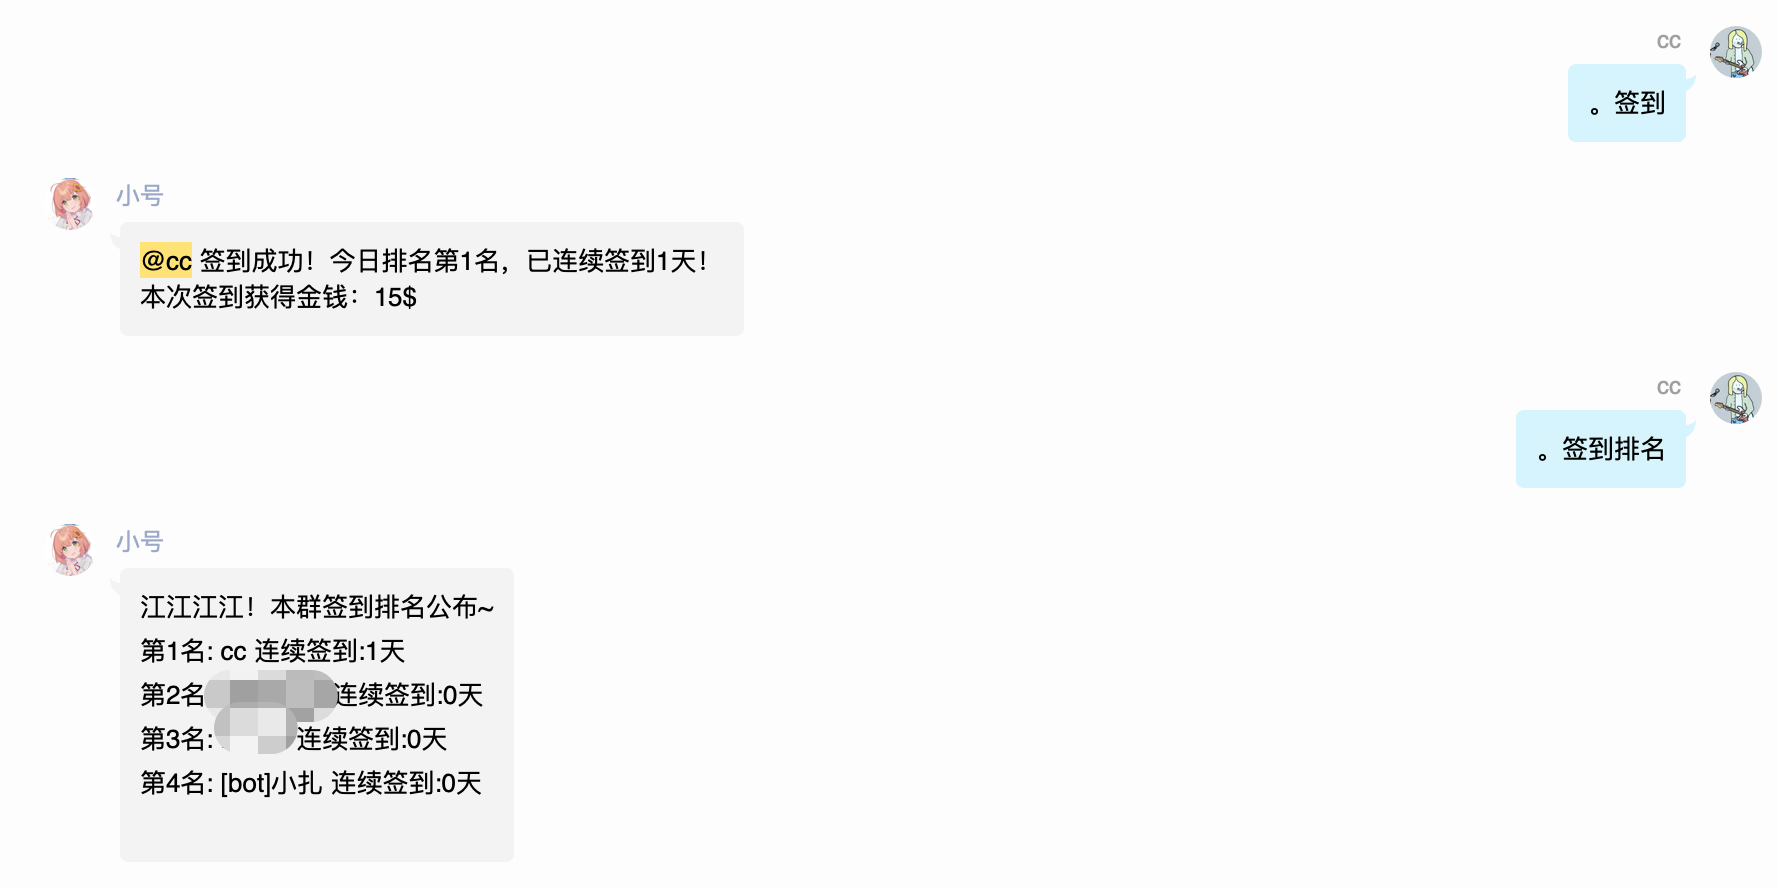 cc
。签到
小号
@cc 签到成功！今日排名第1名，已连续签到1天！
本次签到获得金钱：15$
cc
。签到排名
小号
江江江江！本群签到排名公布~
第1名: cc 连续签到:1天
第2名 连续签到:0天
第3名: 连续签到:0天
第4名: [bot]小扎 连续签到:0天